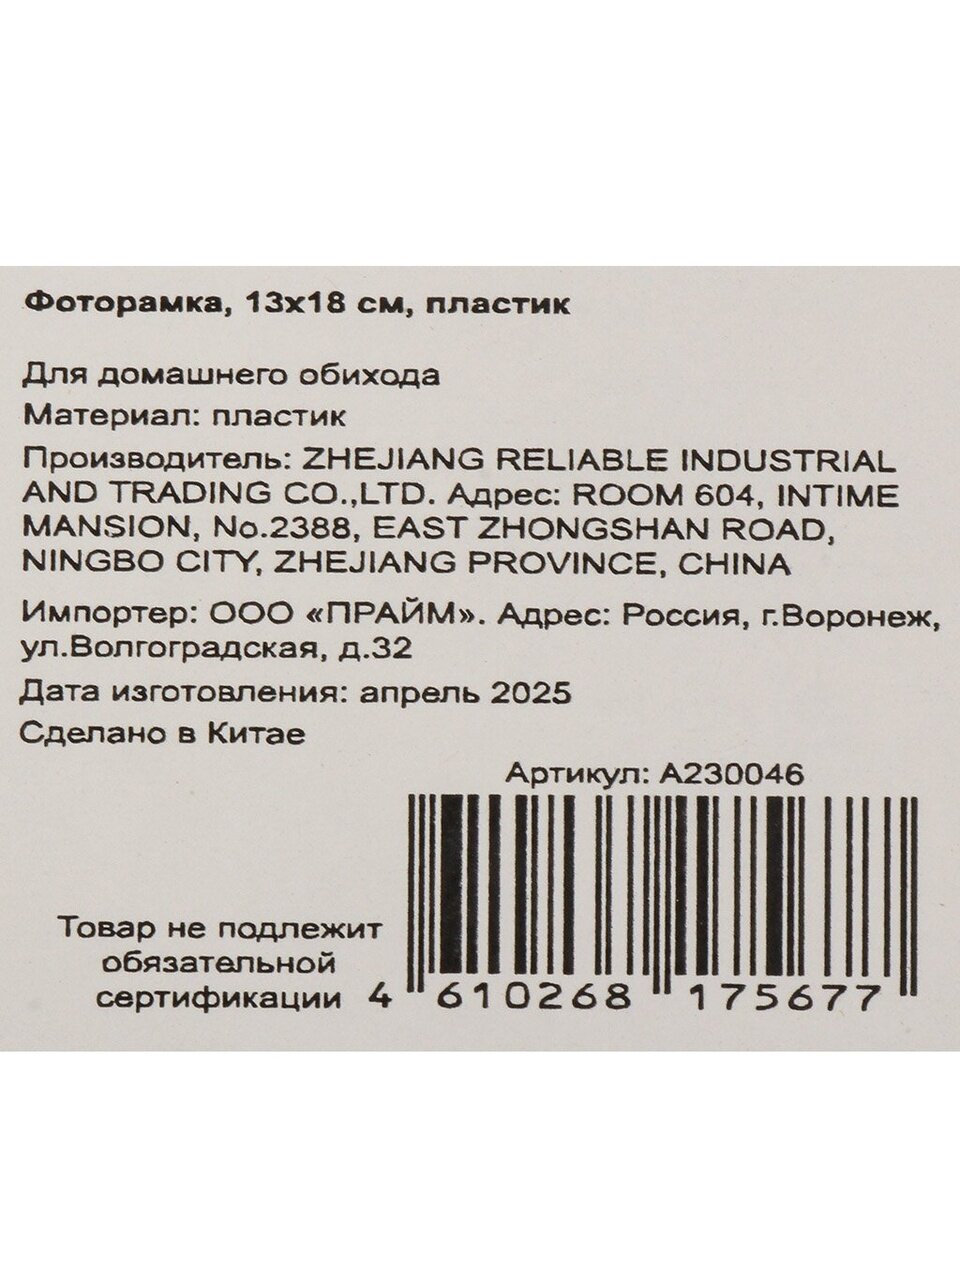 Фоторамка, 13х18 см, пластик
Для домашнего обихода
Материал: пластик
Производитель: ZHEJIANG RELIABLE INDUSTRIAL
AND TRADING CO.,LTD. Адрес: ROOM 604, INTIME
MANSION, No.2388, EAST ZHONGSHAN ROAD,
NINGBO CITY, ZHEJIANG PROVINCE, CHINA
Импортер: ООО «ПРАЙМ». Адрес: Россия, г.Воронеж,
ул.Волгоградская, д.32
Дата изготовления: апрель 2025
Сделано в Китае
Артикул: А230046
Товар не подлежит
обязательной
сертификации
4 610268 175677